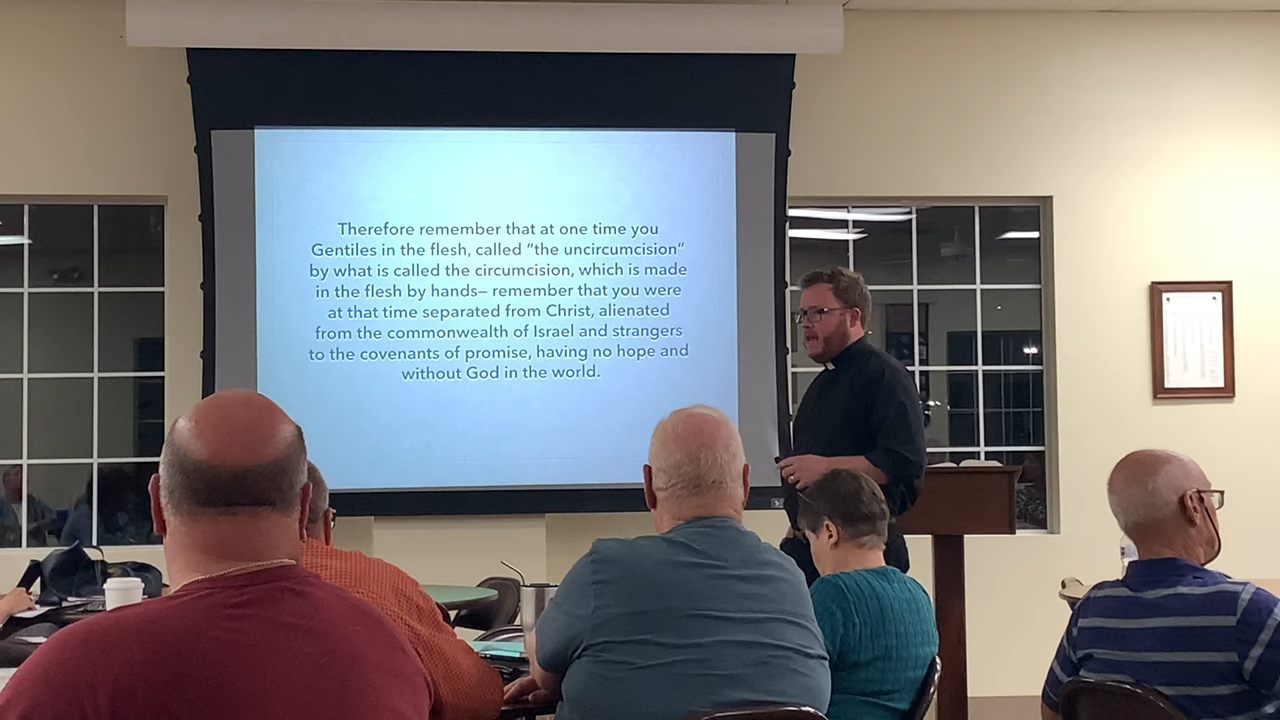 Therefore remember that at one time you
Gentiles in the flesh, called “the uncircumcision”
by what is called the circumcision, which is made
in the flesh by hands– remember that you were
at that time separated from Christ, alienated
from the commonwealth of Israel and strangers
to the covenants of promise, having no hope and
without God in the world.